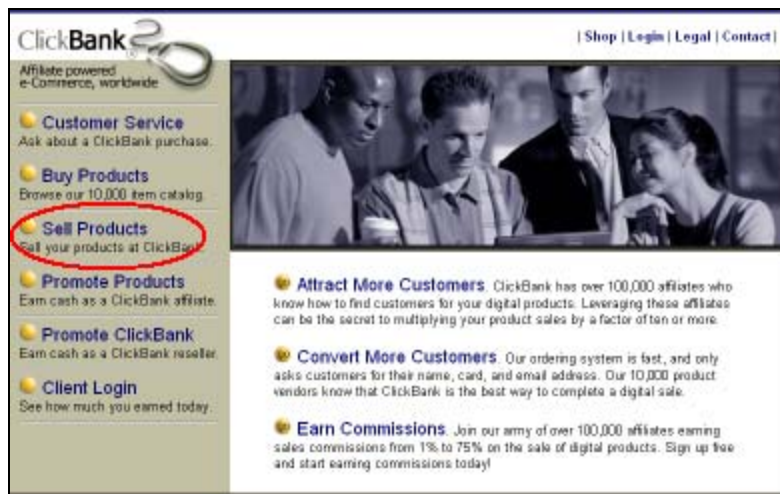 ClickBank
®
Affiliate powered
e-Commerce, worldwide
| Shop | Login | Legal | Contact |
Customer Service
Ask about a ClickBank purchase.
Buy Products
Browse our 10,000 item catalog.
Sell Products
Sell your products at ClickBank.
Promote Products
Earn cash as a ClickBank affiliate.
Promote ClickBank
Earn cash as a ClickBank reseller.
Client Login
See how much you earned today.
Attract More Customers. ClickBank has over 100,000 affiliates who
know how to find customers for your digital products. Leveraging these affiliates
can be the secret to multiplying your product sales by a factor of ten or more.
Convert More Customers. Our ordering system is fast, and only
asks customers for their name, card, and email address. Our 10,000 product
vendors know that ClickBank is the best way to complete a digital sale.
Earn Commissions. Join our army of over 100,000 affiliates earning
sales commissions from 1% to 75% on the sale of digital products. Sign up free
and start earning commissions today!